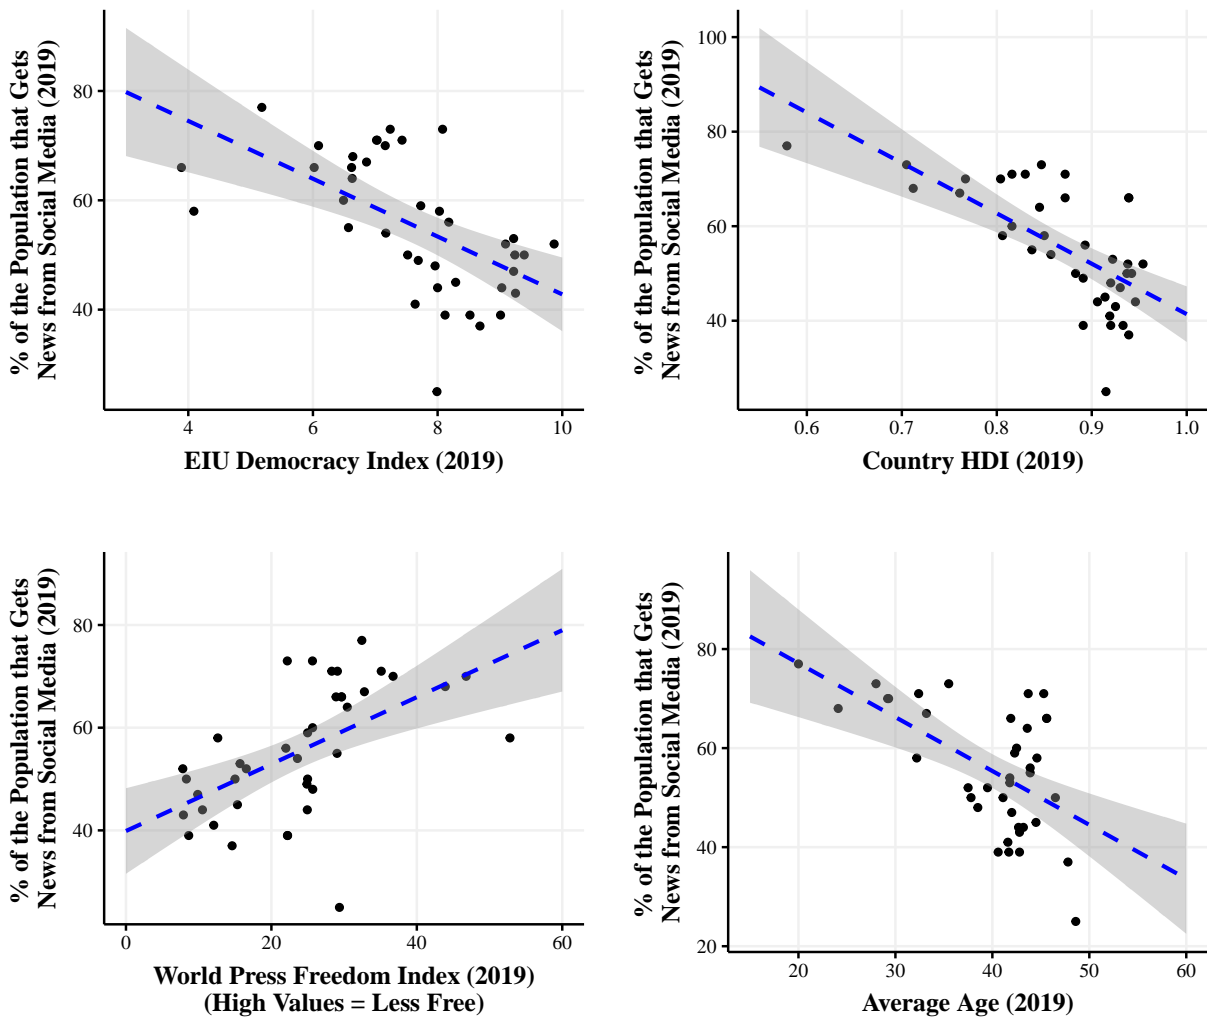 % of the Population that Gets
News from Social Media (2019)
80
60
40
4
6
8
10
EIU Democracy Index (2019)
% of the Population that Gets
News from Social Media (2019)
100
80
60
40
0.6
0.7
0.8
0.9
1.0
Country HDI (2019)
% of the Population that Gets
News from Social Media (2019)
80
60
40
0
20
40
60
World Press Freedom Index (2019)
(High Values = Less Free)
% of the Population that Gets
News from Social Media (2019)
80
60
40
20
20
30
40
50
60
Average Age (2019)